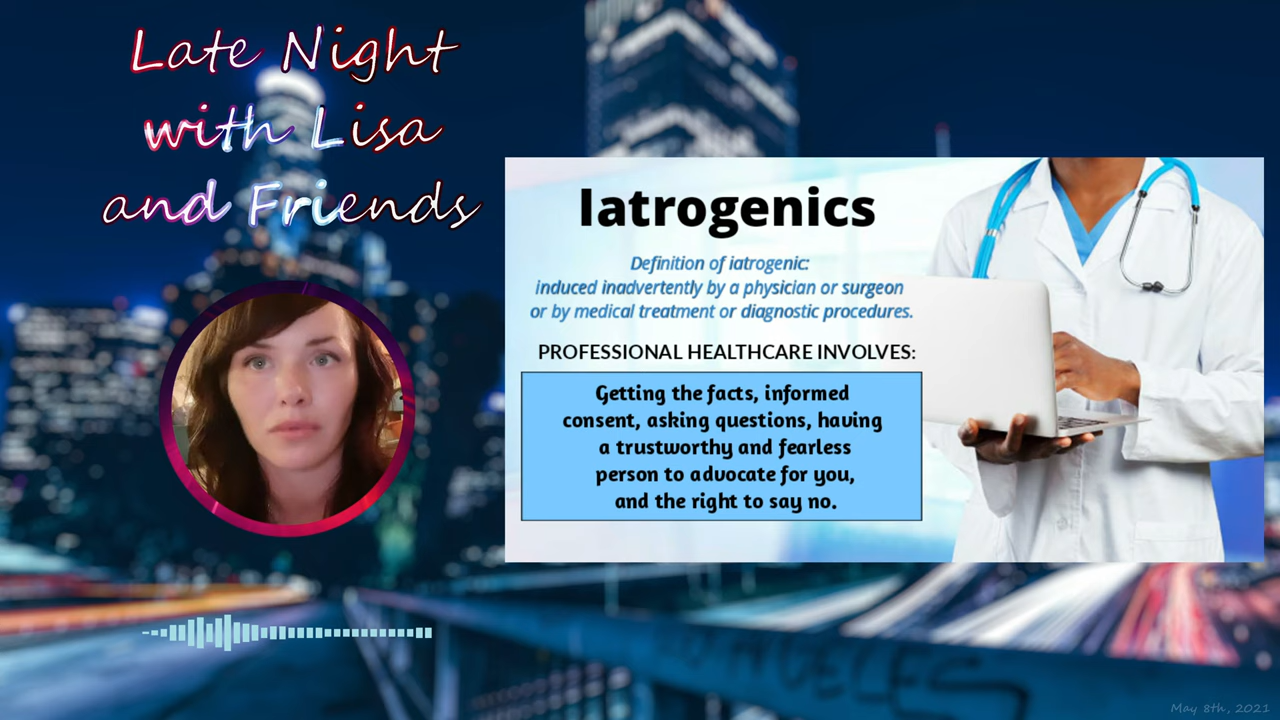 Late Night
with Lisa
and Friends
Iatrogenics
Definition of iatrogenic:
induced inadvertently by a physician or surgeon
or by medical treatment or diagnostic procedures.
PROFESSIONAL HEALTHCARE INVOLVES:
Getting the facts, informed
consent, asking questions, having
a trustworthy and fearless
person to advocate for you,
and the right to say no.
May 8th, 2021